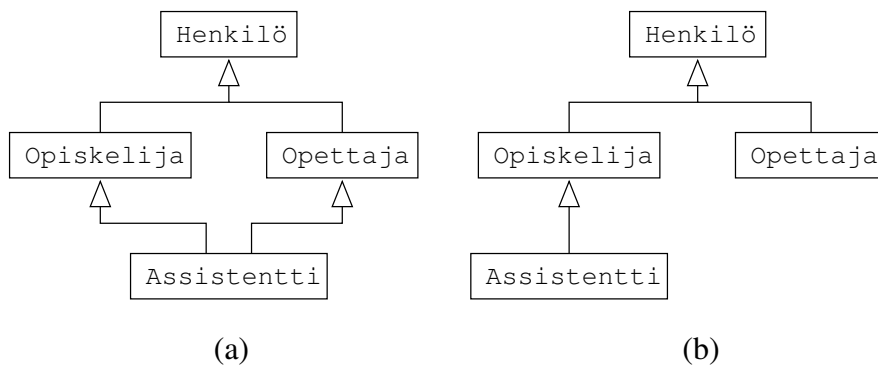 Henkilö Henkilö
Opiskelija Opettaja Opiskelija Opettaja
Assistentti Assistentti
(a) (b)